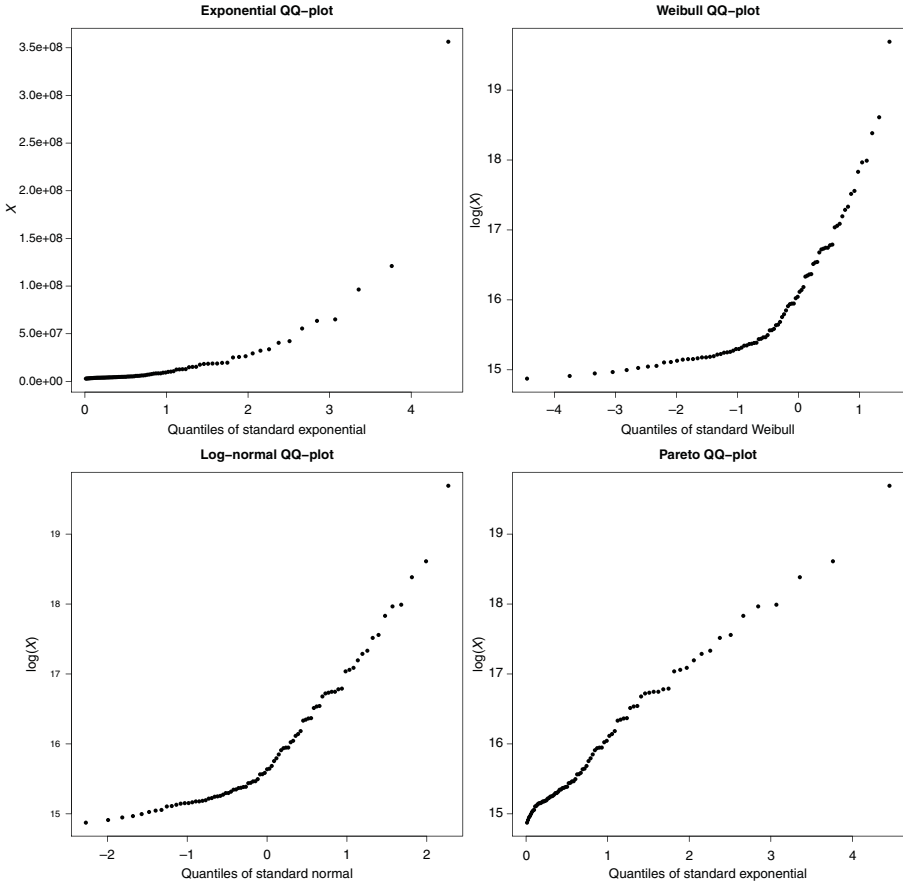 Exponential QQ−plot
3.5e+08
3.0e+08
2.5e+08
2.0e+08
1.5e+08
1.0e+08
5.0e+07
0.0e+00
X
0 1 2 3 4
Quantiles of standard exponential
Weibull QQ−plot
19
18
17
16
15
log(X)
−4 −3 −2 −1 0 1
Quantiles of standard Weibull
Log−normal QQ−plot
19
18
17
16
15
log(X)
−2 −1 0 1 2
Quantiles of standard normal
Pareto QQ−plot
19
18
17
16
15
log(X)
0 1 2 3 4
Quantiles of standard exponential